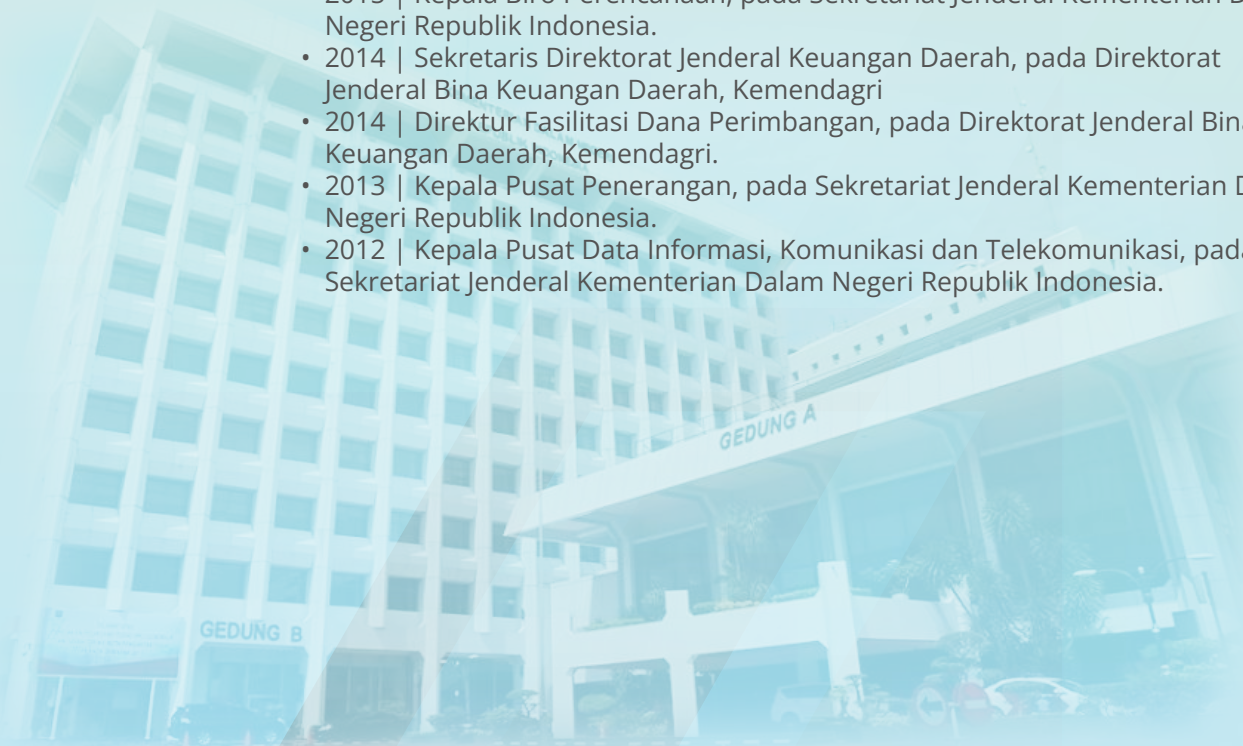 Negeri Republik Indonesia.
• 2014 | Sekretaris Direktorat Jenderal Keuangan Daerah, pada Direktorat
Jenderal Bina Keuangan Daerah, Kemendagri
• 2014 | Direktur Fasilitasi Dana Perimbangan, pada Direktorat Jenderal Bina
Keuangan Daerah, Kemendagri.
• 2013 | Kepala Pusat Penerangan, pada Sekretariat Jenderal Kementerian D
Negeri Republik Indonesia.
• 2012 | Kepala Pusat Data Informasi, Komunikasi dan Telekomunikasi, pada
Sekretariat Jenderal Kementerian Dalam Negeri Republik Indonesia.
GEDUNG A
GEDUNG B